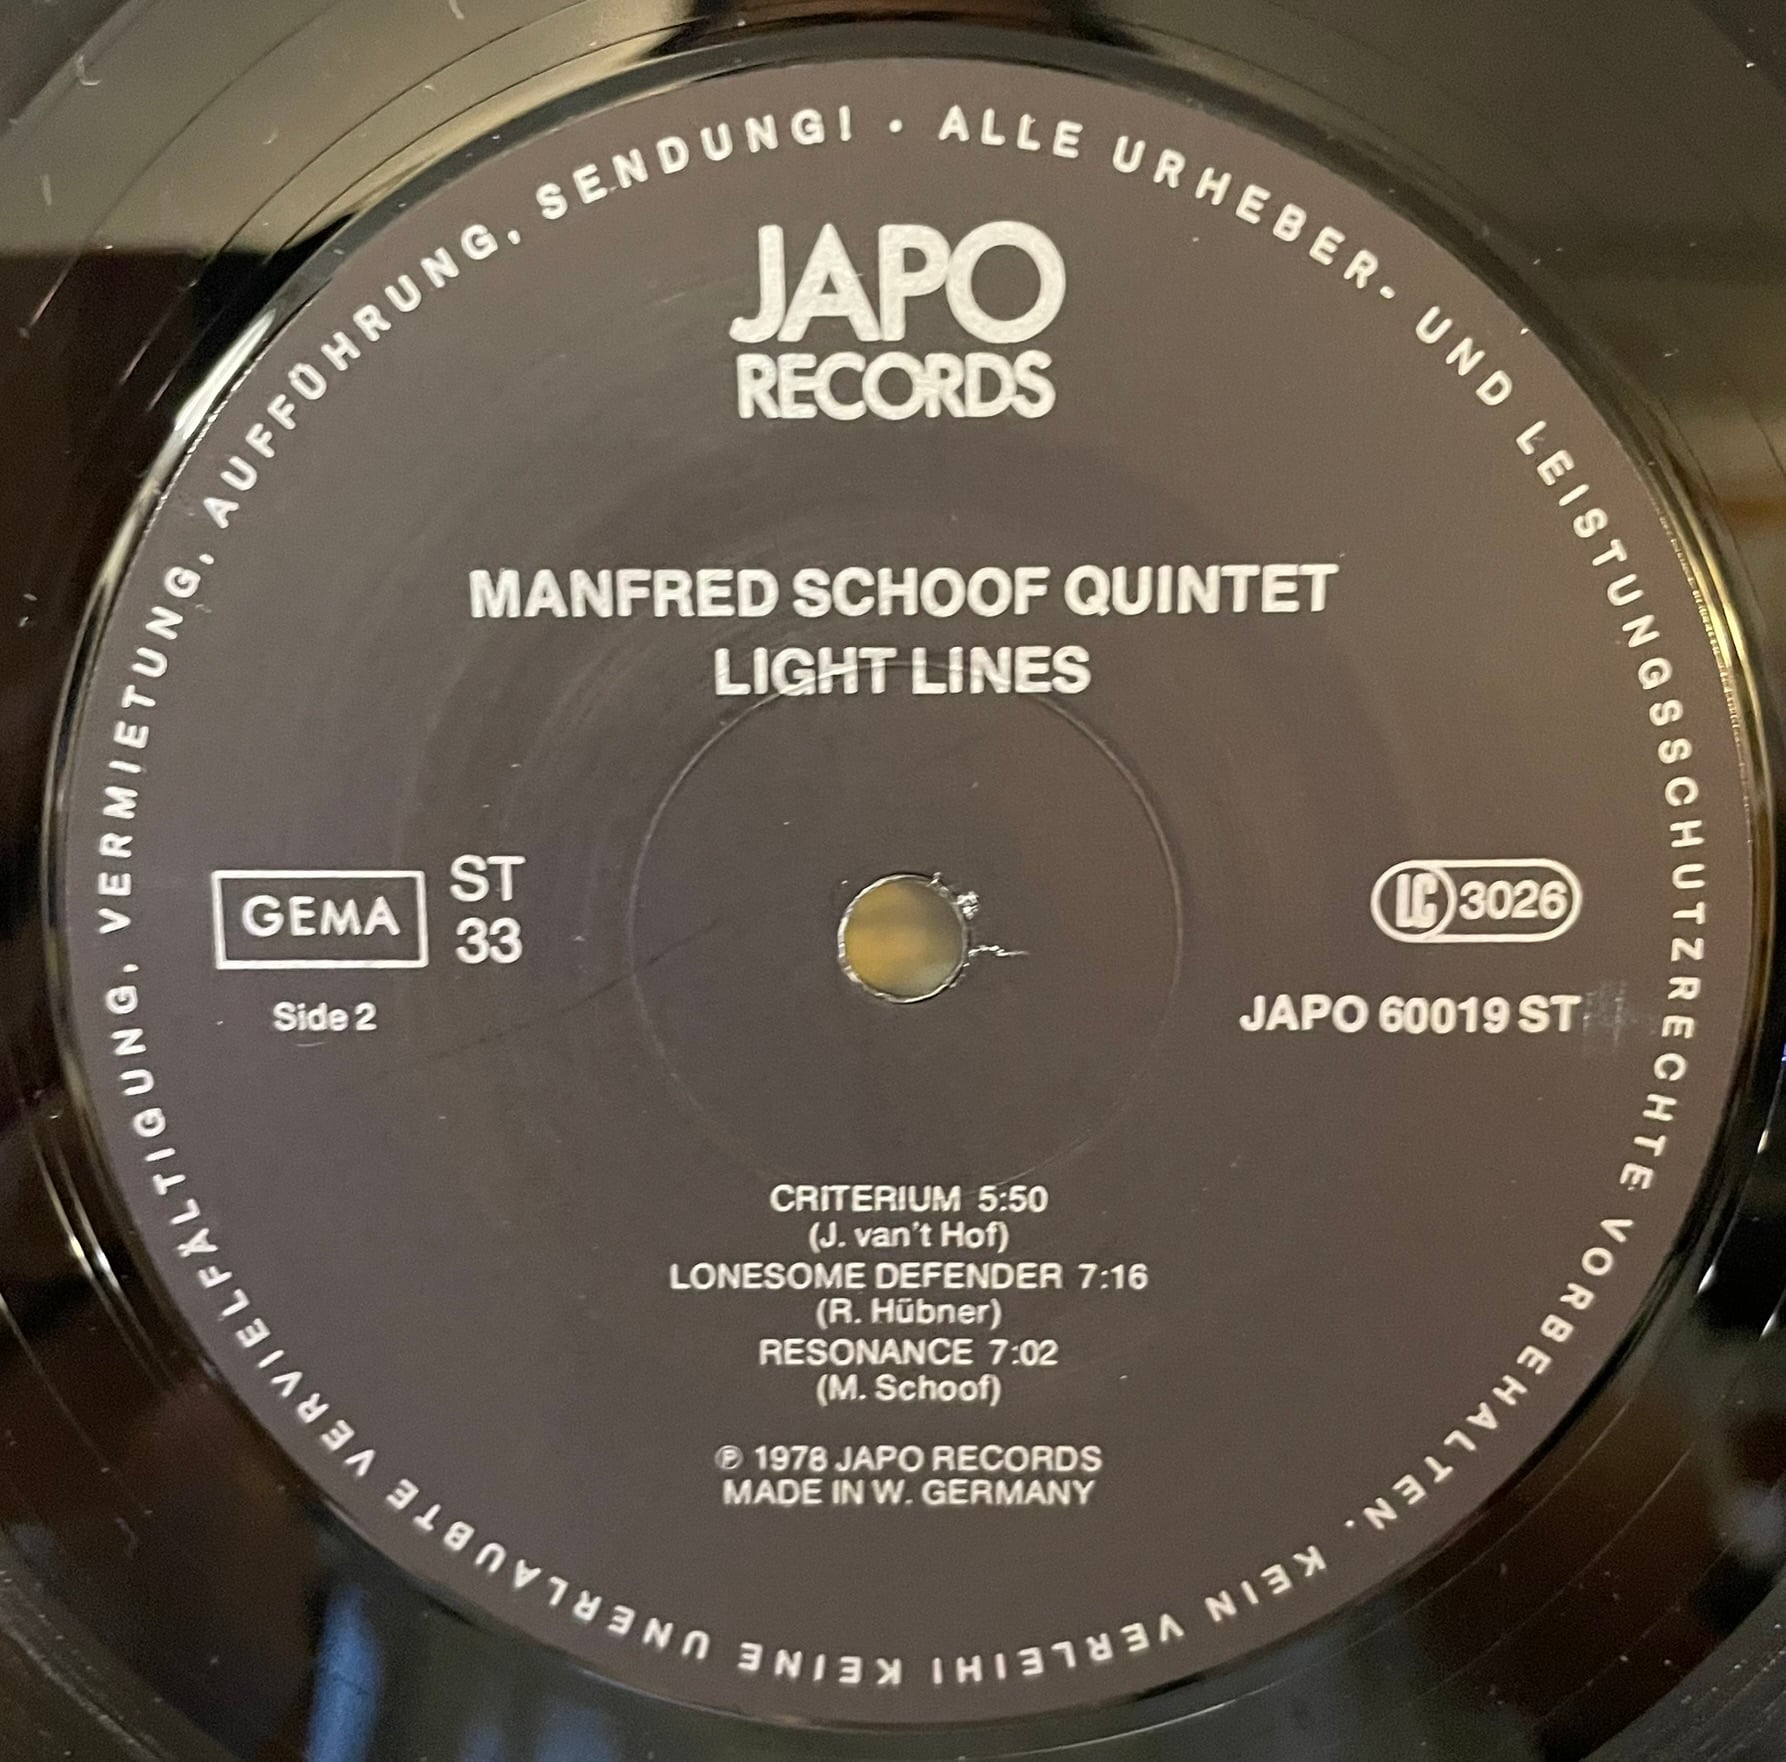 ALLE URHEBER- UND LEISTUNGSSCHUTZRECHTE VORBEHALTEN. KEIN VERLEIH! KEINE UNERLAUBTE VERVIELFÄLTIGUNG, VERMIETUNG, AUFFÜHRUNG, SENDUNG! •
JAPO
RECORDS
MANFRED SCHOOF QUINTET
LIGHT LINES
GEMA
ST
33
Side 2
LC 3026
JAPO 60019 ST
CRITERIUM 5:50
(J. van't Hof)
LONESOME DEFENDER 7:16
(R. Hübner)
RESONANCE 7:02
(M. Schoof)
℗ 1978 JAPO RECORDS
MADE IN W. GERMANY